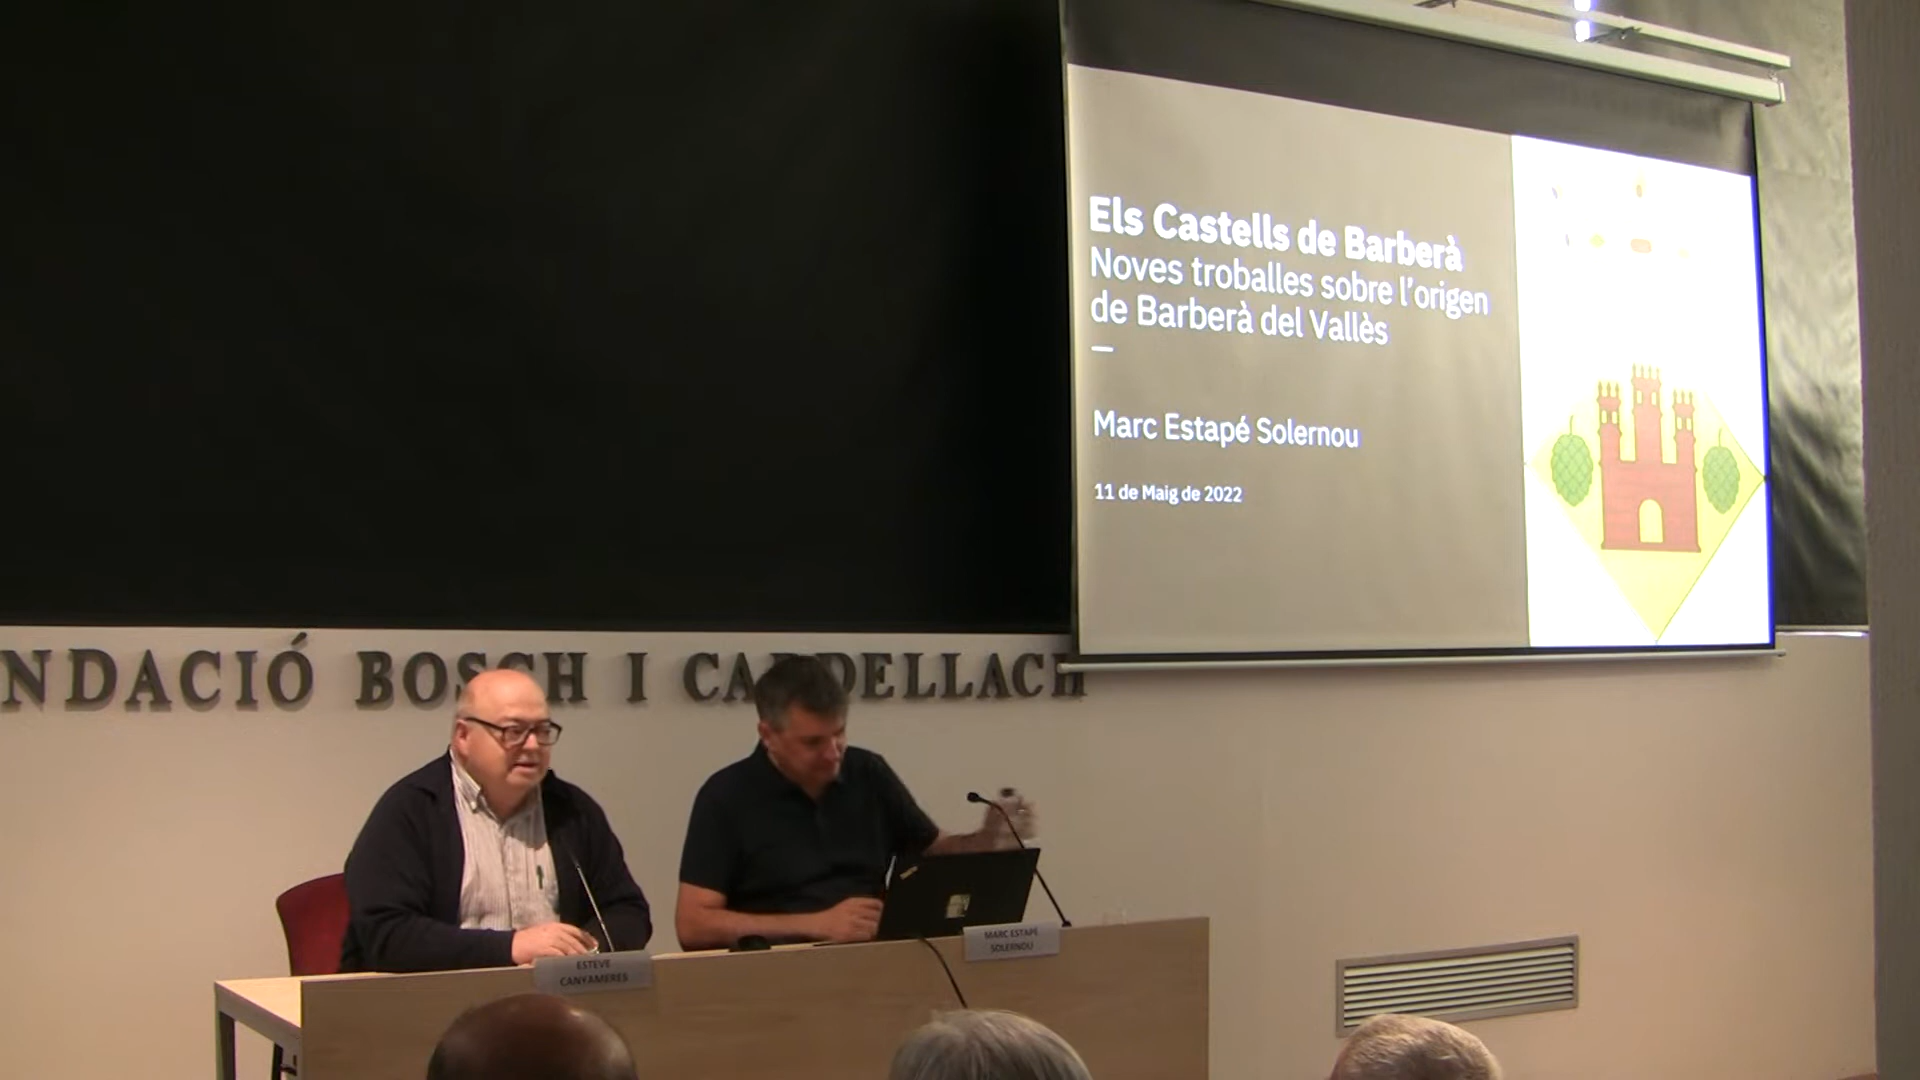 Els Castells de Barberà
Noves troballes sobre l'origen
de Barberà del Vallès
–
Marc Estapé Solernou
11 de Maig de 2022
NDACIÓ BOSCH I CARDELLACH
MARC ESTAPÉ
SOLERNOU
ESTEVE
CANYAMERES